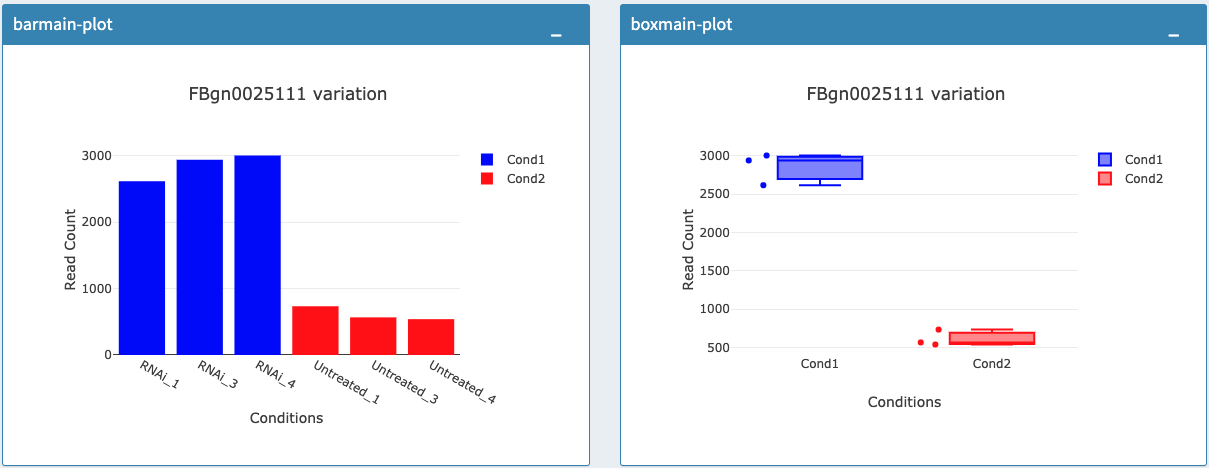 barmain-plot
FBgn0025111 variation
3000
2000
1000
0
Read Count
RNAi_1
RNAi_3
RNAi_4
Untreated_1
Untreated_3
Untreated_4
Conditions
Cond1
Cond2
boxmain-plot
FBgn0025111 variation
3000
2500
2000
1500
1000
500
Read Count
Cond1
Cond2
Conditions
Cond1
Cond2